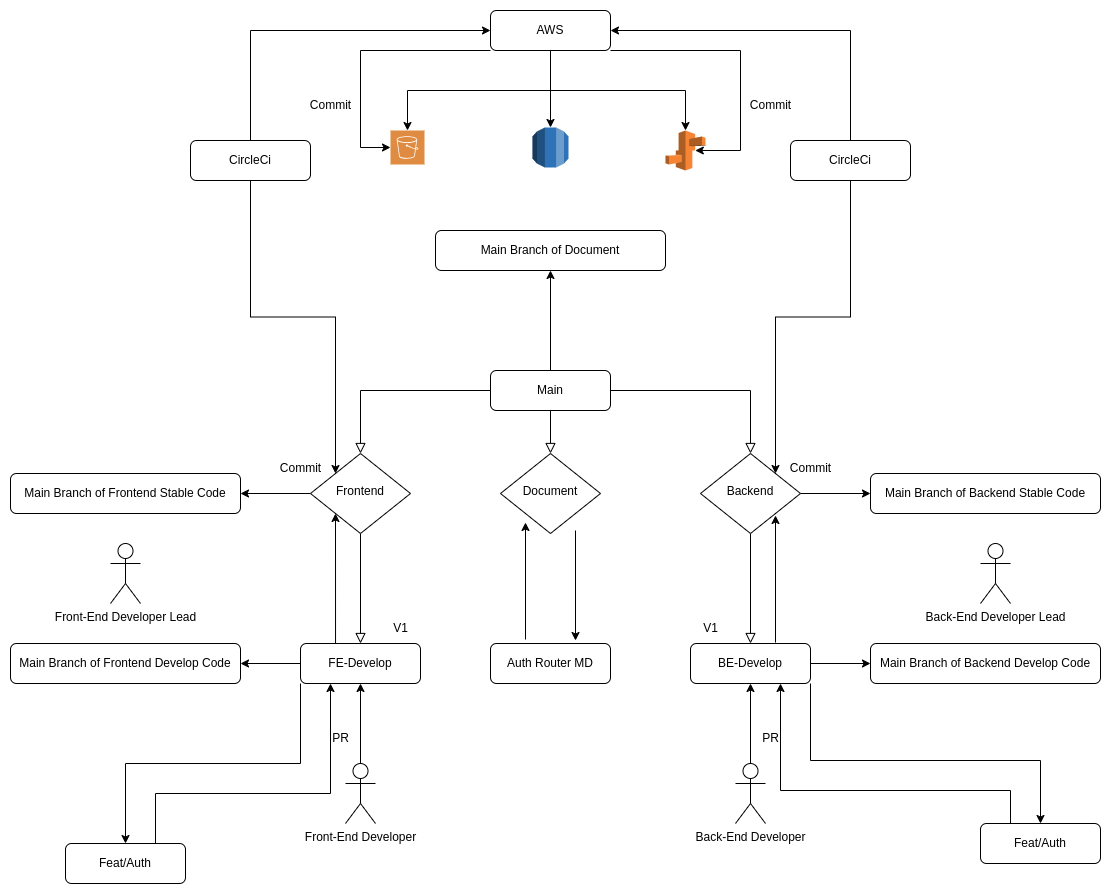 AWS
Commit
Commit
CircleCi
CircleCi
Main Branch of Document
Main
Commit
Commit
Main Branch of Frontend Stable Code
Frontend
Document
Backend
Main Branch of Backend Stable Code
Front-End Developer Lead
Back-End Developer Lead
V1
V1
Main Branch of Frontend Develop Code
FE-Develop
Auth Router MD
BE-Develop
Main Branch of Backend Develop Code
PR
PR
Front-End Developer
Back-End Developer
Feat/Auth
Feat/Auth